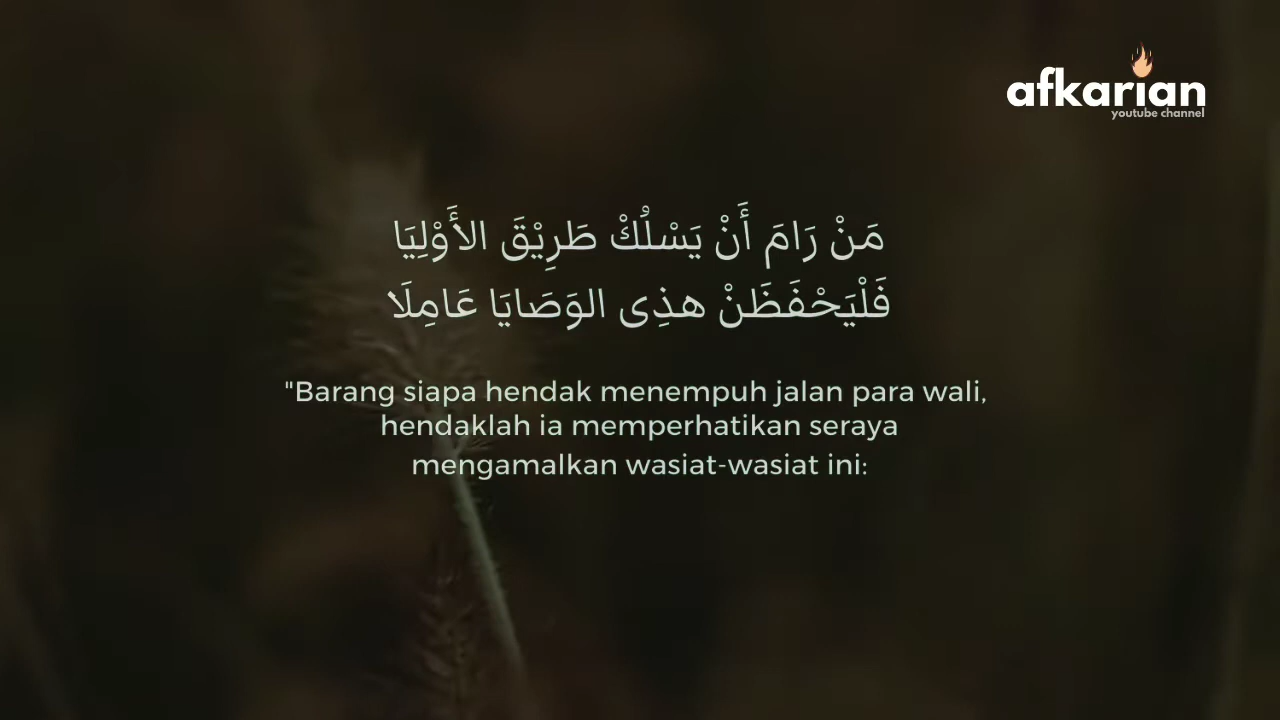 afkarian
youtube channel
مَنْ رَامَ أَنْ يَسْلُكْ طَرِيْقَ الأَوْلِيَا
فَلْيَحْفَظَنْ هذِى الوَصَايَا عَامِلَا
"Barang siapa hendak menempuh jalan para wali,
hendaklah ia memperhatikan seraya
mengamalkan wasiat-wasiat ini: